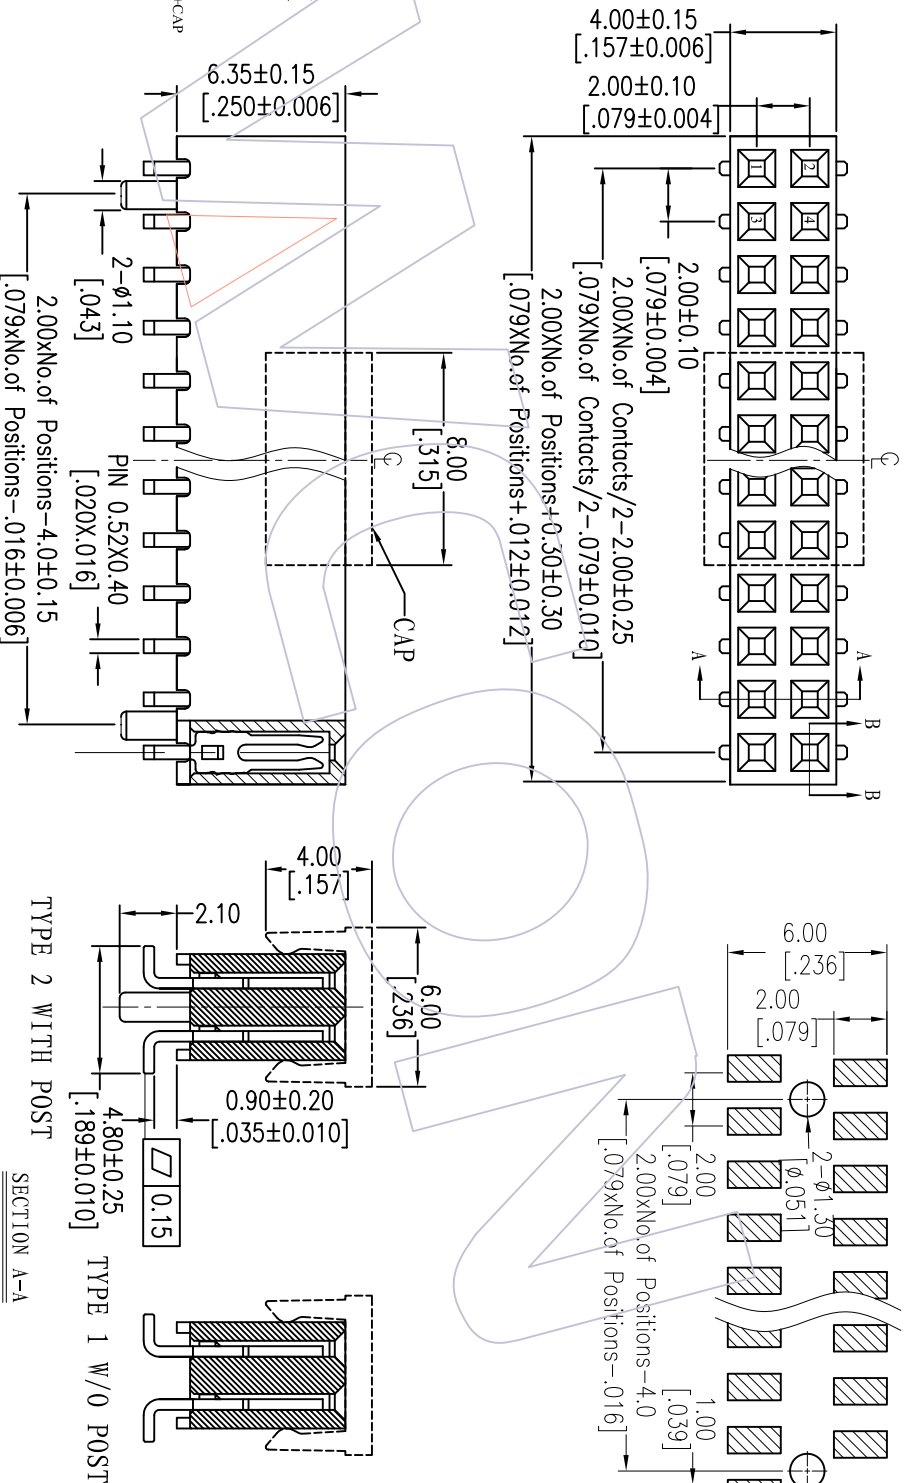 +CAP
4.00±0.15
[.157±0.006]
2.00±0.10
[.079±0.004]
6.35±0.15
[.250±0.006]
1
2
3
4
2.00±0.10
[.079±0.004]
2.00XNo.of Contacts/2-2.00±0.25
[.079XNo.of Contacts/2-.079±0.010]
2.00XNo.of Positions+0.30±0.30
[.079XNo.of Positions+.012±0.012]
A
A
B
B
2-ø1.10
[.043]
2.00xNo.of Positions-4.0±0.15
[.079xNo.of Positions-.016±0.006]
PIN 0.52X0.40
[.020X.016]
8.00
[.315]
CAP
4.00
[.157]
2.10
6.00
[.236]
0.90±0.20
[.035±0.010]
4.80±0.25
[.189±0.010]
0.15
TYPE 2 WITH POST
SECTION A-A
TYPE 1 W/O POST
6.00
[.236]
2.00
[.079]
2-ø1.30
[ø.051]
2.00
[.079]
2.00xNo.of Positions-4.0
[.079xNo.of Positions-.016]
1.00
[.039]